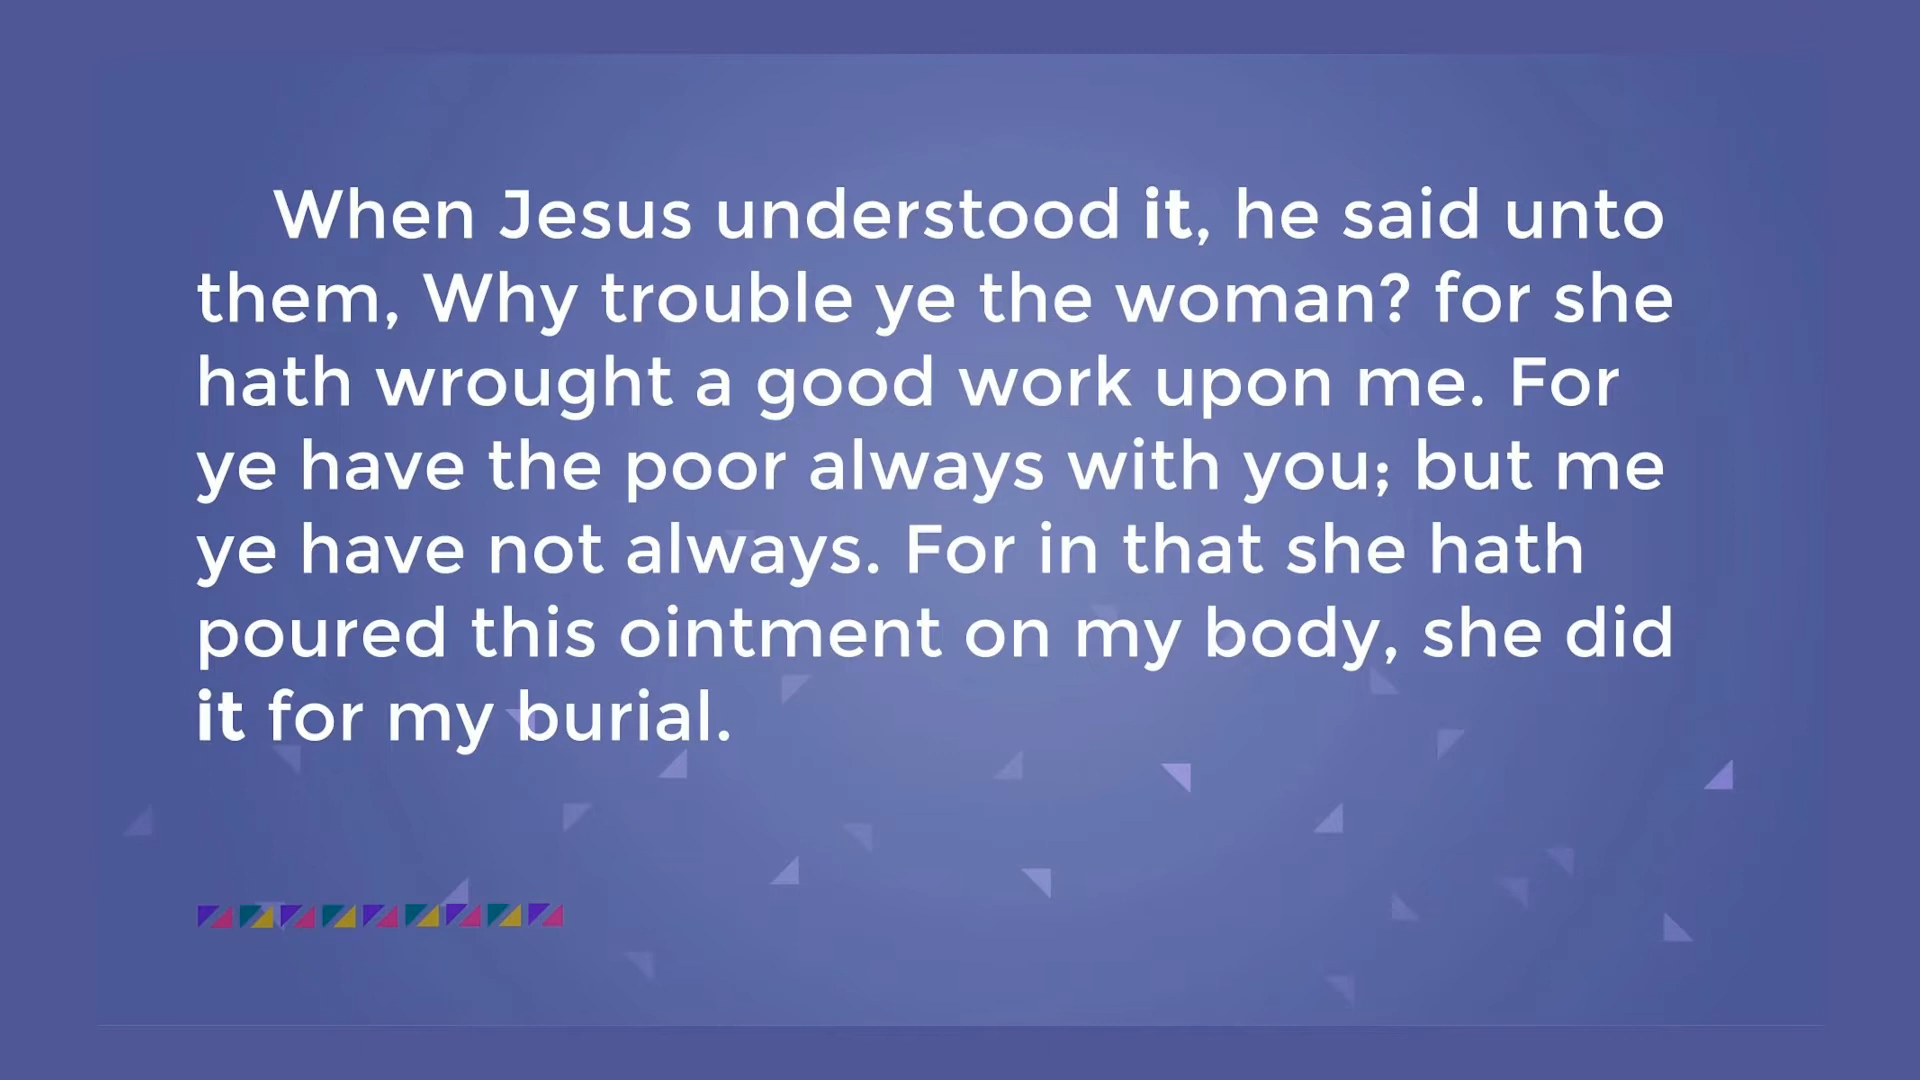 When Jesus understood it, he said unto
them, Why trouble ye the woman? for she
hath wrought a good work upon me. For
ye have the poor always with you; but me
ye have not always. For in that she hath
poured this ointment on my body, she did
it for my burial.